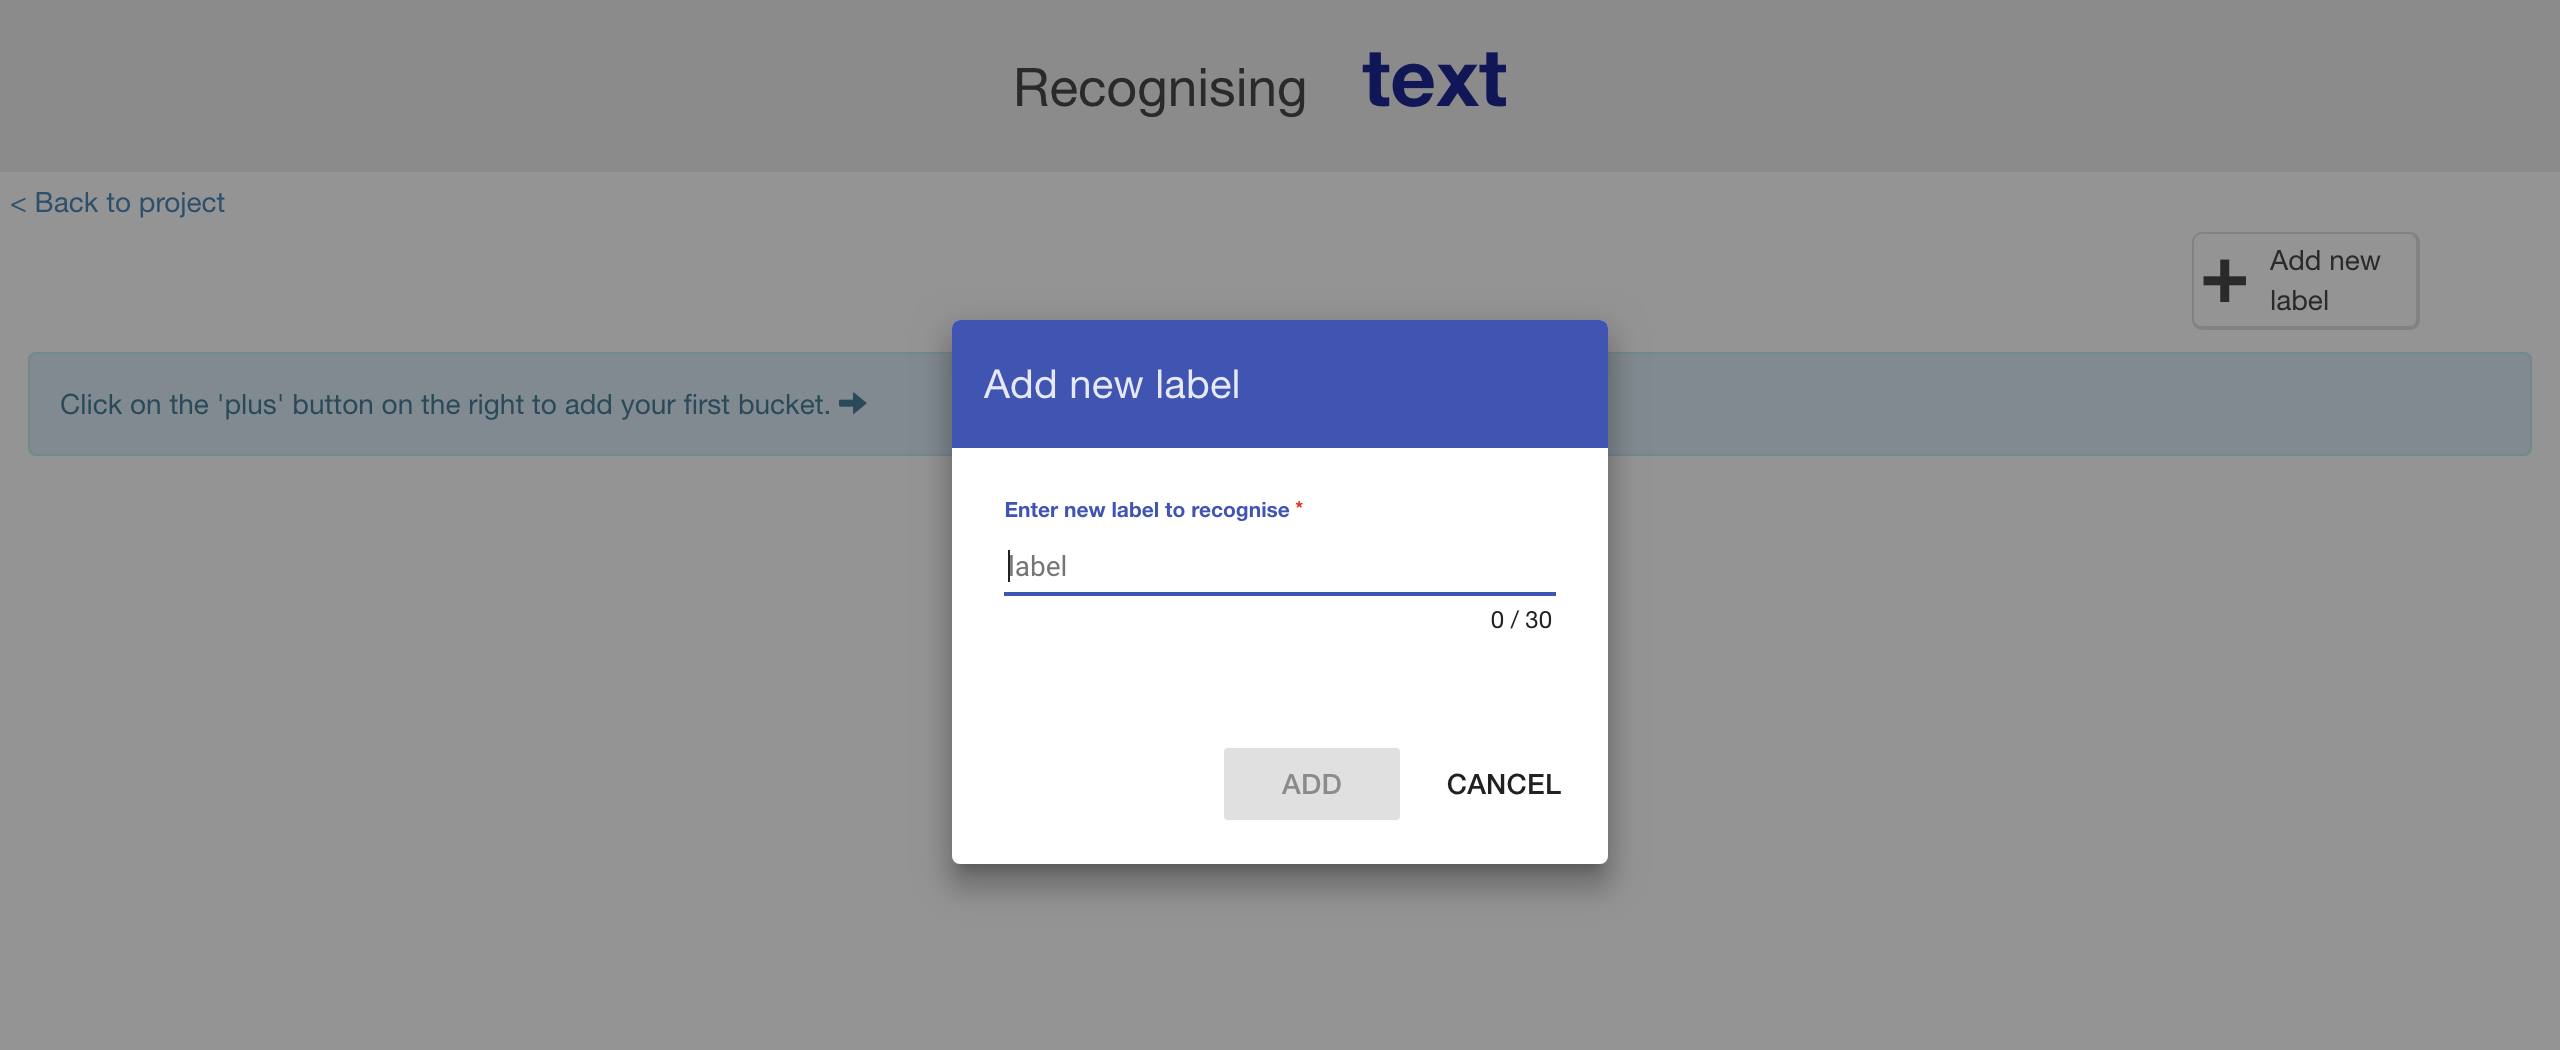 Recognising text
< Back to project
Add new
label
Click on the 'plus' button on the right to add your first bucket.
Add new label
Enter new label to recognise *
label
0 / 30
ADD CANCEL